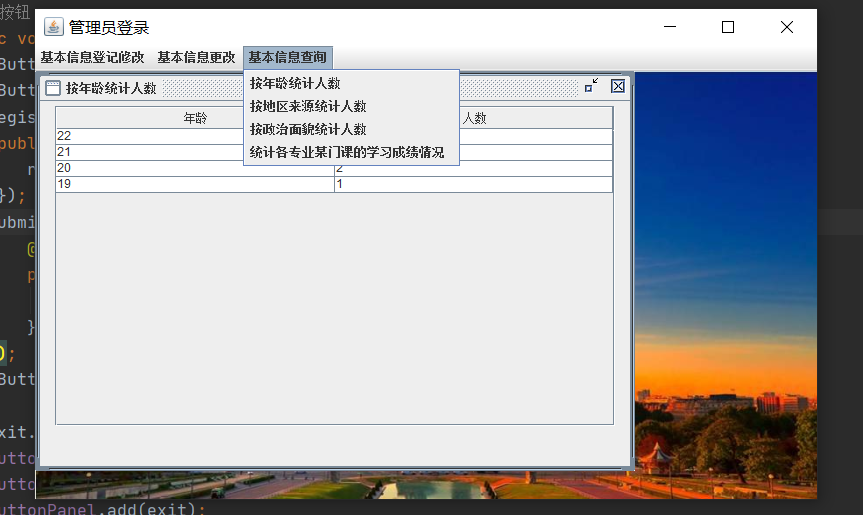 按钮
管理员登录
c vo
基本信息登记修改 基本信息更改 基本信息查询
Butt
按年龄统计人数
按年龄统计人数
Butt
按地区来源统计人数
egis
年龄 人数
按政治面貌统计人数
publ
22
统计各专业某门课的学习成绩情况
21
20 2
19 1
});
ubmi
@
p
}
);
Butt
xit.
utto
utto
uttonPanel.add(exit);